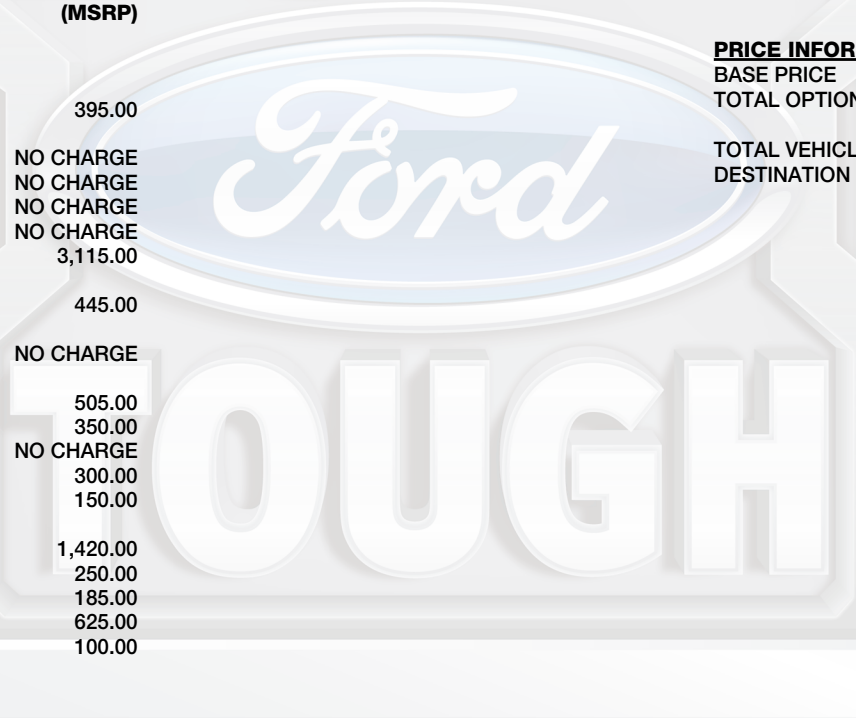 (MSRP)
395.00
NO CHARGE
NO CHARGE
NO CHARGE
NO CHARGE
3,115.00
445.00
NO CHARGE
505.00
350.00
NO CHARGE
300.00
150.00
1,420.00
250.00
185.00
625.00
100.00
PRICE INFOR
BASE PRICE
TOTAL OPTION
TOTAL VEHICL
DESTINATION
Ford
TOUGH